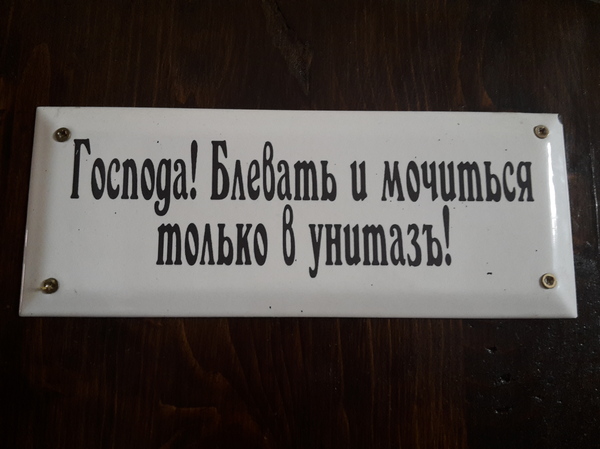 Господа! Блевать и мочиться
только в унитазъ!